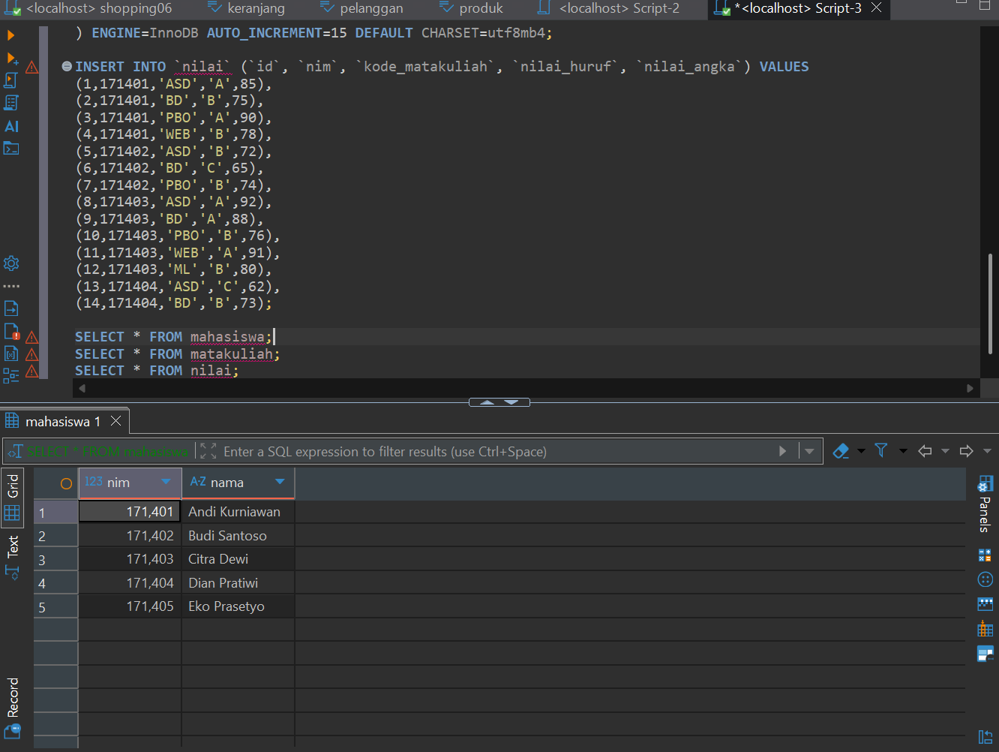 <localhost> shopping06
keranjang
pelanggan
produk
<localhost> Script-2
*<localhost> Script-3
) ENGINE=InnoDB AUTO_INCREMENT=15 DEFAULT CHARSET=utf8mb4;
INSERT INTO `nilai` (`id`, `nim`, `kode_matakuliah`, `nilai_huruf`, `nilai_angka`) VALUES
(1,171401,'ASD','A',85),
(2,171401,'BD','B',75),
(3,171401,'PBO','A',90),
(4,171401,'WEB','B',78),
(5,171402,'ASD','B',72),
(6,171402,'BD','C',65),
(7,171402,'PBO','B',74),
(8,171403,'ASD','A',92),
(9,171403,'BD','A',88),
(10,171403,'PBO','B',76),
(11,171403,'WEB','A',91),
(12,171403,'ML','B',80),
(13,171404,'ASD','C',62),
(14,171404,'BD','B',73);
SELECT * FROM mahasiswa;
SELECT * FROM matakuliah;
SELECT * FROM nilai;
AI
mahasiswa 1
SELECT * FROM mahasiswa
Enter a SQL expression to filter results (use Ctrl+Space)
Grid
Text
Record
123 nim
A-Z nama
1 171,401 Andi Kurniawan
2 171,402 Budi Santoso
3 171,403 Citra Dewi
4 171,404 Dian Pratiwi
5 171,405 Eko Prasetyo
Panels